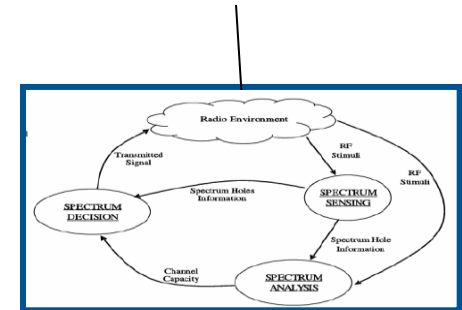 Radio Environment
RF
Stimuli
Transmitted
Signal
RF
Stimuli
Spectrum Holes
Information
SPECTRUM
SENSING
SPECTRUM
DECISION
Spectrum Hole
Information
Channel
Capacity
SPECTRUM
ANALYSIS